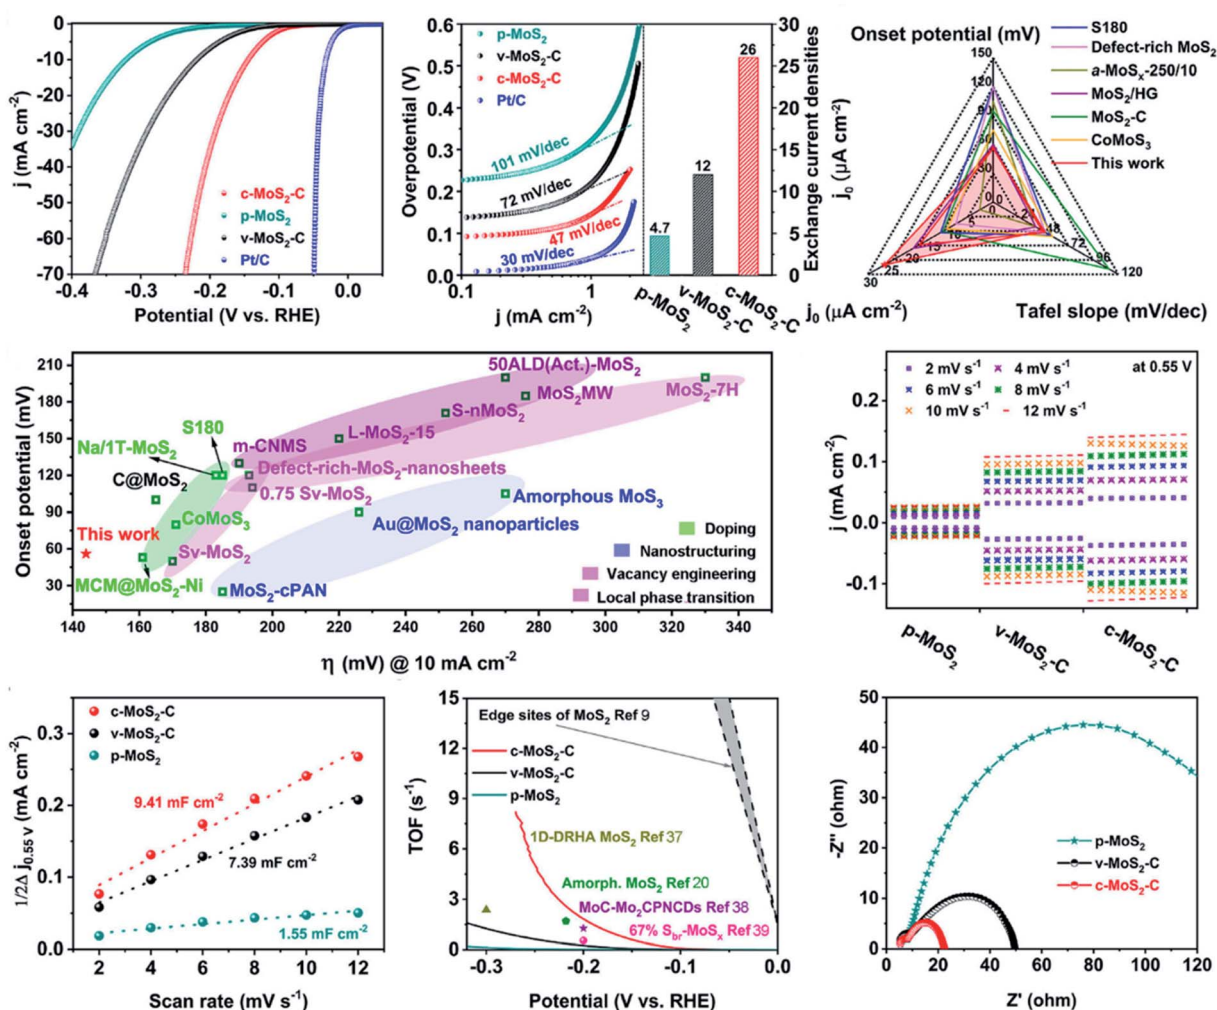 0
-10
-20
-30
-40
-50
-60
-70
j (mA cm⁻²)
c-MoS₂-C
p-MoS₂
v-MoS₂-C
Pt/C
-0.4 -0.3 -0.2 -0.1 0.0
Potential (V vs. RHE)
0.6
0.5
0.4
0.3
0.2
0.1
0.0
Overpotential (V)
p-MoS₂
v-MoS₂-C
c-MoS₂-C
Pt/C
101 mV/dec
72 mV/dec
47 mV/dec
30 mV/dec
0.1 1
j (mA cm⁻²)
4.7
12
26
p-MoS₂
v-MoS₂-C
c-MoS₂-C
30
25
20
15
10
5
0
Exchange current densities
j₀ (µA cm⁻²)
Onset potential (mV)
150
120
90
60
30
0
0
0
24
48
72
96
120
5
10
15
20
25
30
S180
Defect-rich MoS₂
a-MoSₓ-250/10
MoS₂/HG
MoS₂-C
CoMoS₃
This work
j₀ (µA cm⁻²)
Tafel slope (mV/dec)
210
180
150
120
90
60
30
Onset potential (mV)
50ALD(Act.)-MoS₂
MoS₂MW
MoS₂-7H
S-nMoS₂
L-MoS₂-15
S180
m-CNMS
Na/1T-MoS₂
Defect-rich-MoS₂-nanosheets
C@MoS₂
0.75 Sv-MoS₂
Amorphous MoS₃
CoMoS₃
Au@MoS₂ nanoparticles
This work
Sv-MoS₂
MCM@MoS₂-Ni
MoS₂-cPAN
Doping
Nanostructuring
Vacancy engineering
Local phase transition
140 160 180 200 220 240 260 280 300 320 340
η (mV) @ 10 mA cm⁻²
2 mV s⁻¹ 4 mV s⁻¹ at 0.55 V
6 mV s⁻¹ 8 mV s⁻¹
10 mV s⁻¹ 12 mV s⁻¹
0.2
0.1
0.0
-0.1
j (mA cm⁻²)
p-MoS₂
v-MoS₂-C
c-MoS₂-C
0.3
0.2
0.1
0.0
1/2Δ j₀.₅₅ ᵥ (mA cm⁻²)
c-MoS₂-C
v-MoS₂-C
p-MoS₂
9.41 mF cm⁻²
7.39 mF cm⁻²
1.55 mF cm⁻²
2 4 6 8 10 12
Scan rate (mV s⁻¹)
15
12
9
6
3
0
TOF (s⁻¹)
Edge sites of MoS₂ Ref 9
c-MoS₂-C
v-MoS₂-C
p-MoS₂
1D-DRHA MoS₂ Ref 37
Amorph. MoS₂ Ref 20
MoC-Mo₂CPNCDs Ref 38
67% Sbr-MoSₓ Ref 39
-0.3 -0.2 -0.1 0.0
Potential (V vs. RHE)
50
40
30
20
10
0
-Z'' (ohm)
p-MoS₂
v-MoS₂-C
c-MoS₂-C
0 20 40 60 80 100 120
Z' (ohm)